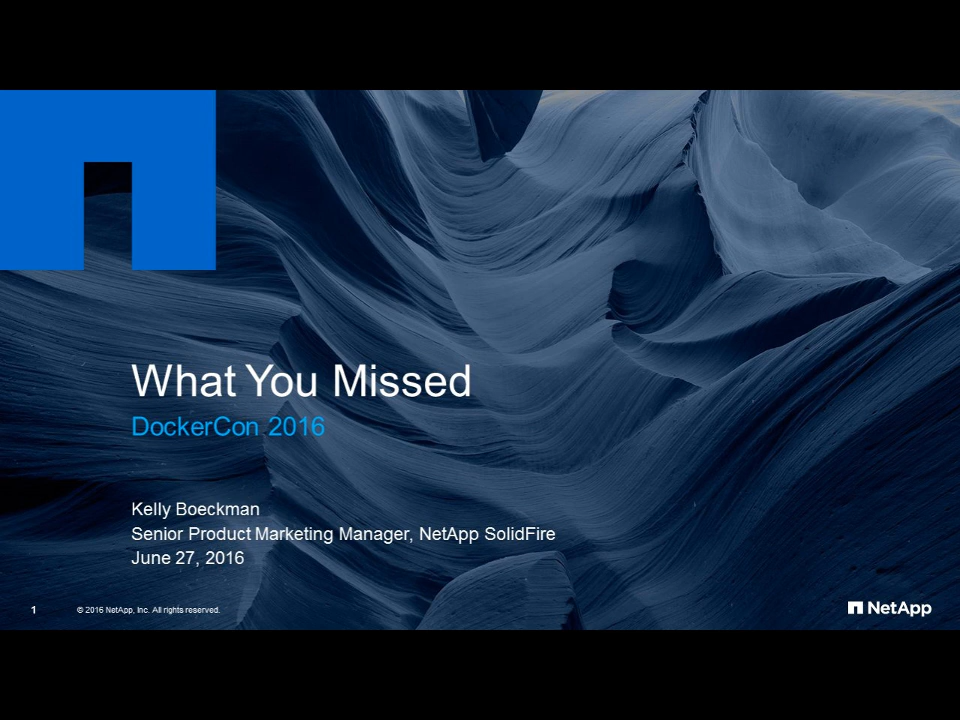 What You Missed
DockerCon 2016
Kelly Boeckman
Senior Product Marketing Manager, NetApp SolidFire
June 27, 2016
1
© 2016 NetApp, Inc. All rights reserved.
NetApp